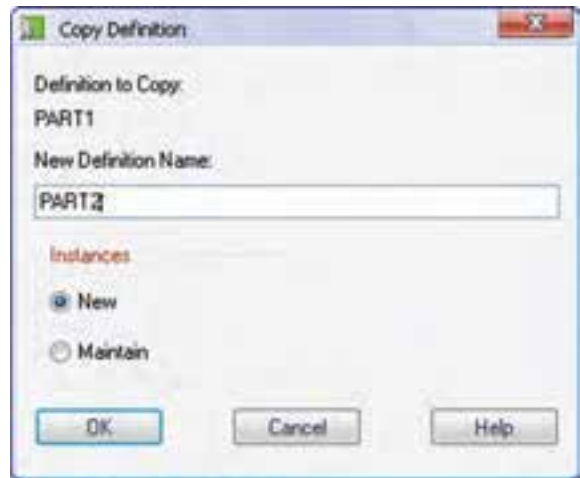 Copy Definition
Definition to Copy:
PART1
New Definition Name:
PART2
Instances
New
Maintain
OK Cancel Help